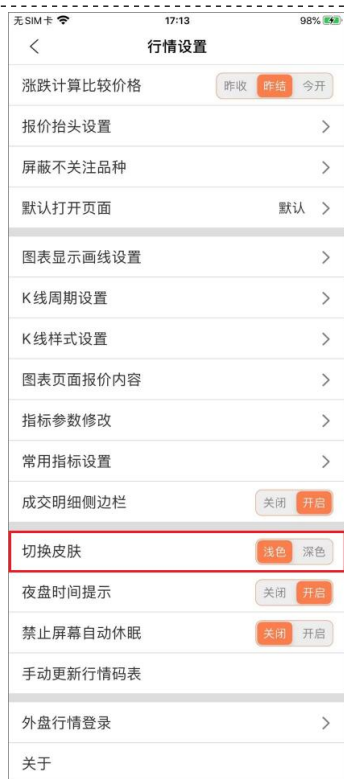 无SIM卡 17:13 98%
行情设置
涨跌计算比较价格 昨收 昨结 今开
报价抬头设置
屏蔽不关注品种
默认打开页面 默认
图表显示画线设置
K线周期设置
K线样式设置
图表页面报价内容
指标参数修改
常用指标设置
成交明细侧边栏 关闭 开启
切换皮肤 浅色 深色
夜盘时间提示 关闭 开启
禁止屏幕自动休眠 关闭 开启
手动更新行情码表
外盘行情登录
关于